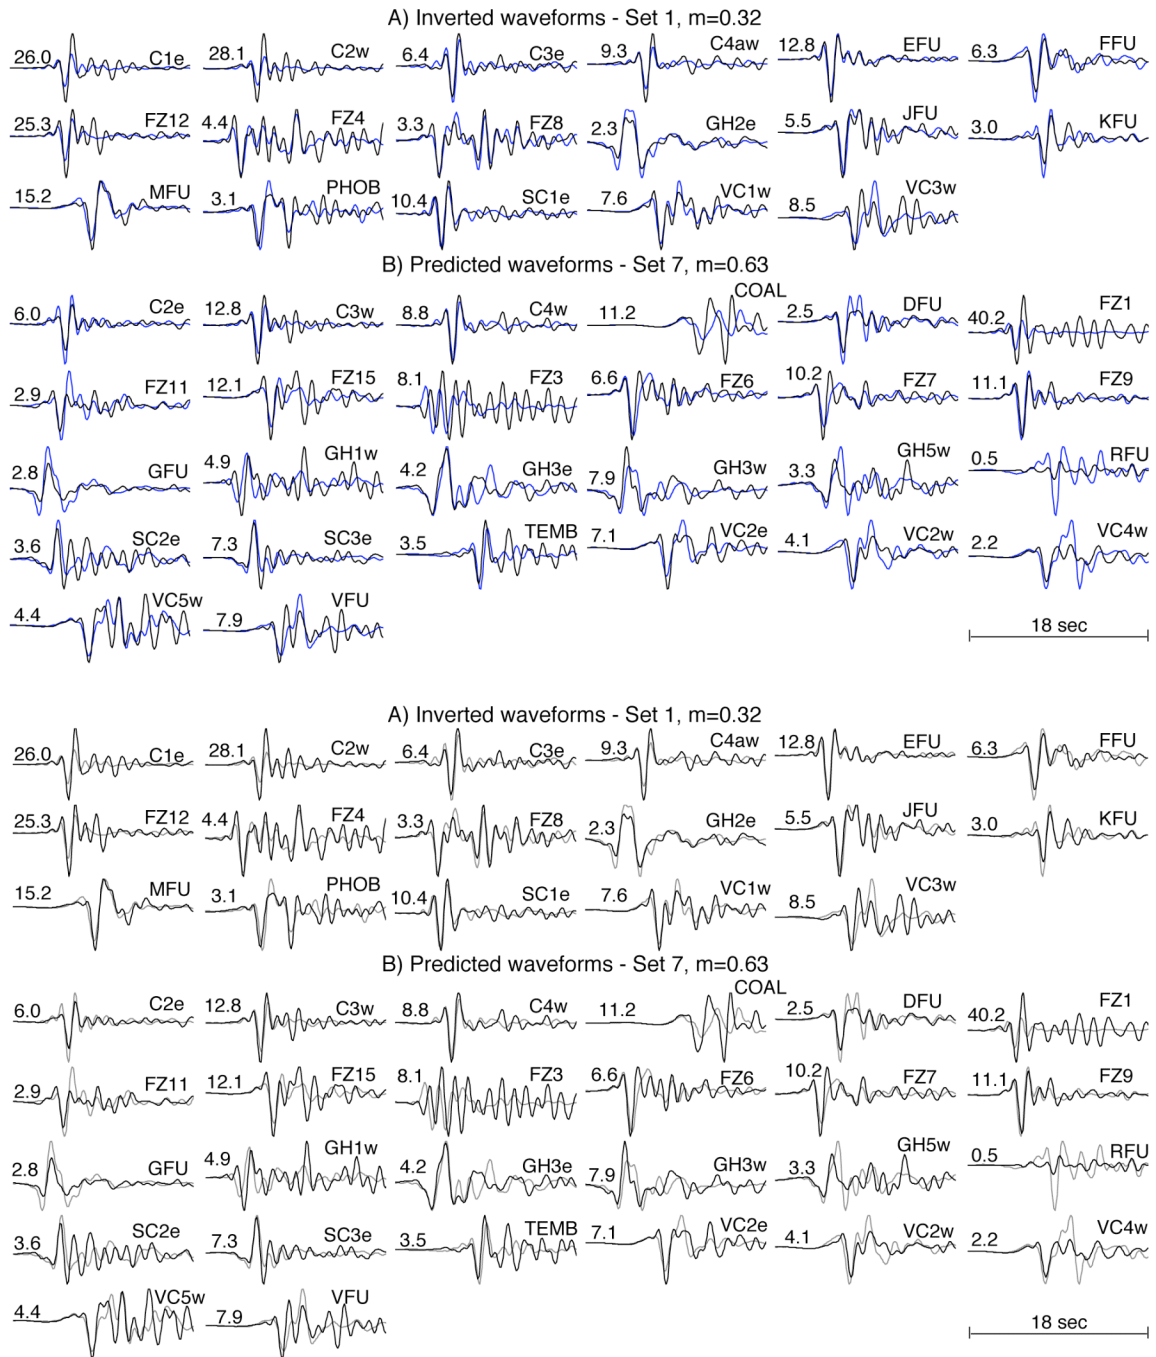 A) Inverted waveforms - Set 1, m=0.32
26.0 C1e 28.1 C2w 6.4 C3e 9.3 C4aw 12.8 EFU 6.3 FFU
25.3 FZ12 4.4 FZ4 3.3 FZ8 2.3 GH2e 5.5 JFU 3.0 KFU
15.2 MFU 3.1 PHOB 10.4 SC1e 7.6 VC1w 8.5 VC3w
B) Predicted waveforms - Set 7, m=0.63
6.0 C2e 12.8 C3w 8.8 C4w 11.2 COAL 2.5 DFU 40.2 FZ1
2.9 FZ11 12.1 FZ15 8.1 FZ3 6.6 FZ6 10.2 FZ7 11.1 FZ9
2.8 GFU 4.9 GH1w 4.2 GH3e 7.9 GH3w 3.3 GH5w 0.5 RFU
3.6 SC2e 7.3 SC3e 3.5 TEMB 7.1 VC2e 4.1 VC2w 2.2 VC4w
4.4 VC5w 7.9 VFU 18 sec
A) Inverted waveforms - Set 1, m=0.32
26.0 C1e 28.1 C2w 6.4 C3e 9.3 C4aw 12.8 EFU 6.3 FFU
25.3 FZ12 4.4 FZ4 3.3 FZ8 2.3 GH2e 5.5 JFU 3.0 KFU
15.2 MFU 3.1 PHOB 10.4 SC1e 7.6 VC1w 8.5 VC3w
B) Predicted waveforms - Set 7, m=0.63
6.0 C2e 12.8 C3w 8.8 C4w 11.2 COAL 2.5 DFU 40.2 FZ1
2.9 FZ11 12.1 FZ15 8.1 FZ3 6.6 FZ6 10.2 FZ7 11.1 FZ9
2.8 GFU 4.9 GH1w 4.2 GH3e 7.9 GH3w 3.3 GH5w 0.5 RFU
3.6 SC2e 7.3 SC3e 3.5 TEMB 7.1 VC2e 4.1 VC2w 2.2 VC4w
4.4 VC5w 7.9 VFU 18 sec